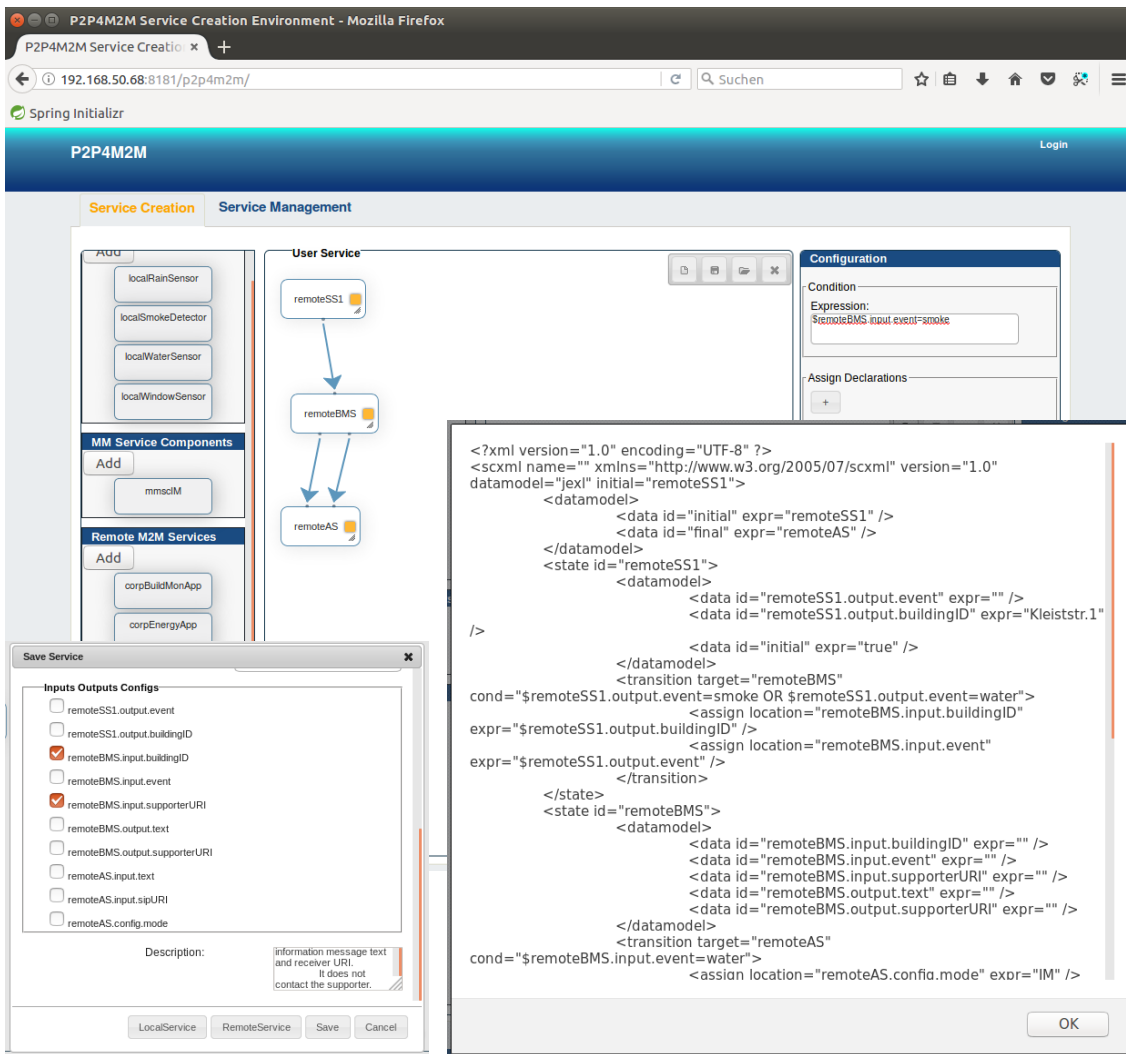 P2P4M2M Service Creation Environment - Mozilla Firefox
P2P4M2M Service Creatio
192.168.50.68:8181/p2p4m2m/
Suchen
Spring Initializr
P2P4M2M
Login
Service Creation
Service Management
Add
localRainSensor
localSmokeDetector
localWaterSensor
localWindowSensor
MM Service Components
Add
mmscIM
Remote M2M Services
Add
corpBuildMonApp
corpEnergyApp
User Service
remoteSS1
remoteBMS
remoteAS
Configuration
Condition
Expression:
$remoteBMS.input.event=smoke
Assign Declarations
+
<?xml version="1.0" encoding="UTF-8" ?>
<scxml name="" xmlns="http://www.w3.org/2005/07/scxml" version="1.0"
datamodel="jexl" initial="remoteSS1">
<datamodel>
<data id="initial" expr="remoteSS1" />
<data id="final" expr="remoteAS" />
</datamodel>
<state id="remoteSS1">
<datamodel>
<data id="remoteSS1.output.event" expr="" />
<data id="remoteSS1.output.buildingID" expr="Kleiststr.1"
/>
<data id="initial" expr="true" />
</datamodel>
<transition target="remoteBMS"
cond="$remoteSS1.output.event=smoke OR $remoteSS1.output.event=water">
<assign location="remoteBMS.input.buildingID"
expr="$remoteSS1.output.buildingID" />
<assign location="remoteBMS.input.event"
expr="$remoteSS1.output.event" />
</transition>
</state>
<state id="remoteBMS">
<datamodel>
<data id="remoteBMS.input.buildingID" expr="" />
<data id="remoteBMS.input.event" expr="" />
<data id="remoteBMS.input.supporterURI" expr="" />
<data id="remoteBMS.output.text" expr="" />
<data id="remoteBMS.output.supporterURI" expr="" />
</datamodel>
<transition target="remoteAS"
cond="$remoteBMS.input.event=water">
<assign location="remoteAS.config.mode" expr="IM" />
OK
Save Service
Inputs Outputs Configs
remoteSS1.output.event
remoteSS1.output.buildingID
remoteBMS.input.buildingID
remoteBMS.input.event
remoteBMS.input.supporterURI
remoteBMS.output.text
remoteBMS.output.supporterURI
remoteAS.input.text
remoteAS.input.sipURI
remoteAS.config.mode
Description:
information message text
and receiver URI.
It does not
contact the supporter.
LocalService
RemoteService
Save
Cancel